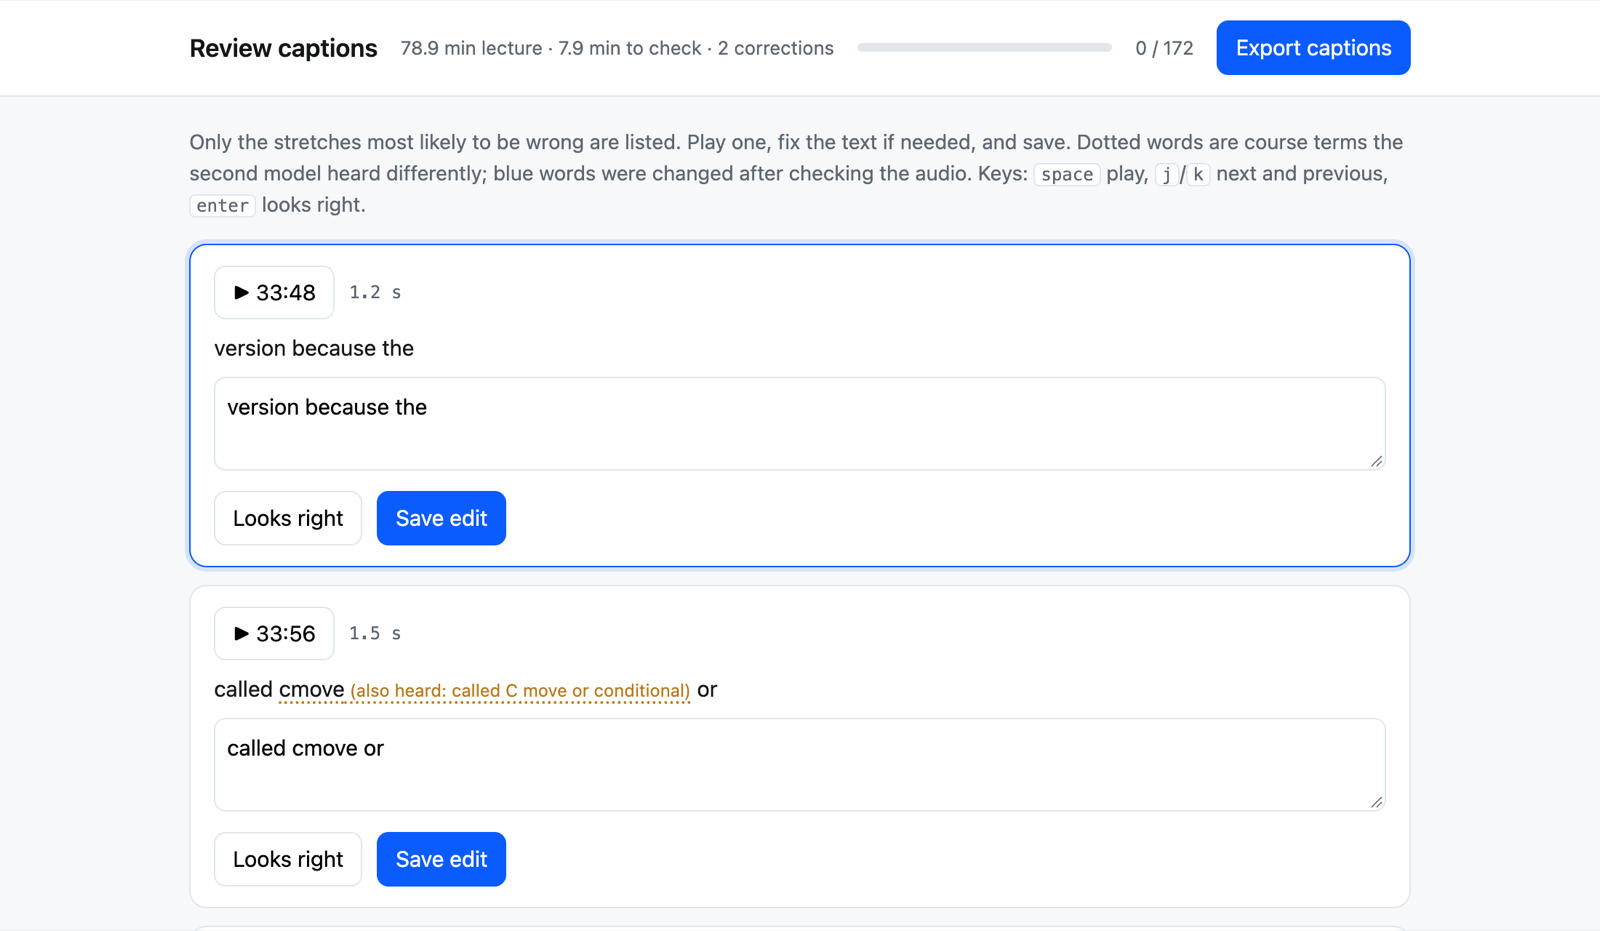 Review captions 78.9 min lecture · 7.9 min to check · 2 corrections 0 / 172 Export captions
Only the stretches most likely to be wrong are listed. Play one, fix the text if needed, and save. Dotted words are course terms the
second model heard differently; blue words were changed after checking the audio. Keys: space play, j/k next and previous,
enter looks right.
▶ 33:48 1.2 s
version because the
version because the
Looks right Save edit
▶ 33:56 1.5 s
called cmove (also heard: called C move or conditional) or
called cmove or
Looks right Save edit